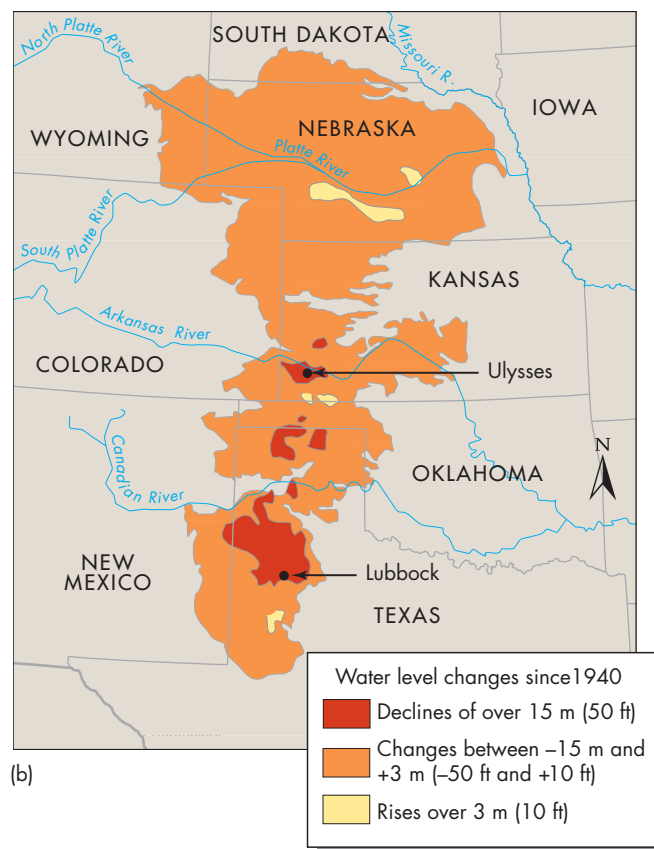 SOUTH DAKOTA
North Platte River
Missouri R.
IOWA
WYOMING
NEBRASKA
Platte River
South Platte River
KANSAS
Arkansas River
COLORADO
Ulysses
Canadian River
OKLAHOMA
N
NEW
MEXICO
Lubbock
TEXAS
Water level changes since1940
Declines of over 15 m (50 ft)
Changes between –15 m and
+3 m (–50 ft and +10 ft)
Rises over 3 m (10 ft)
(b)